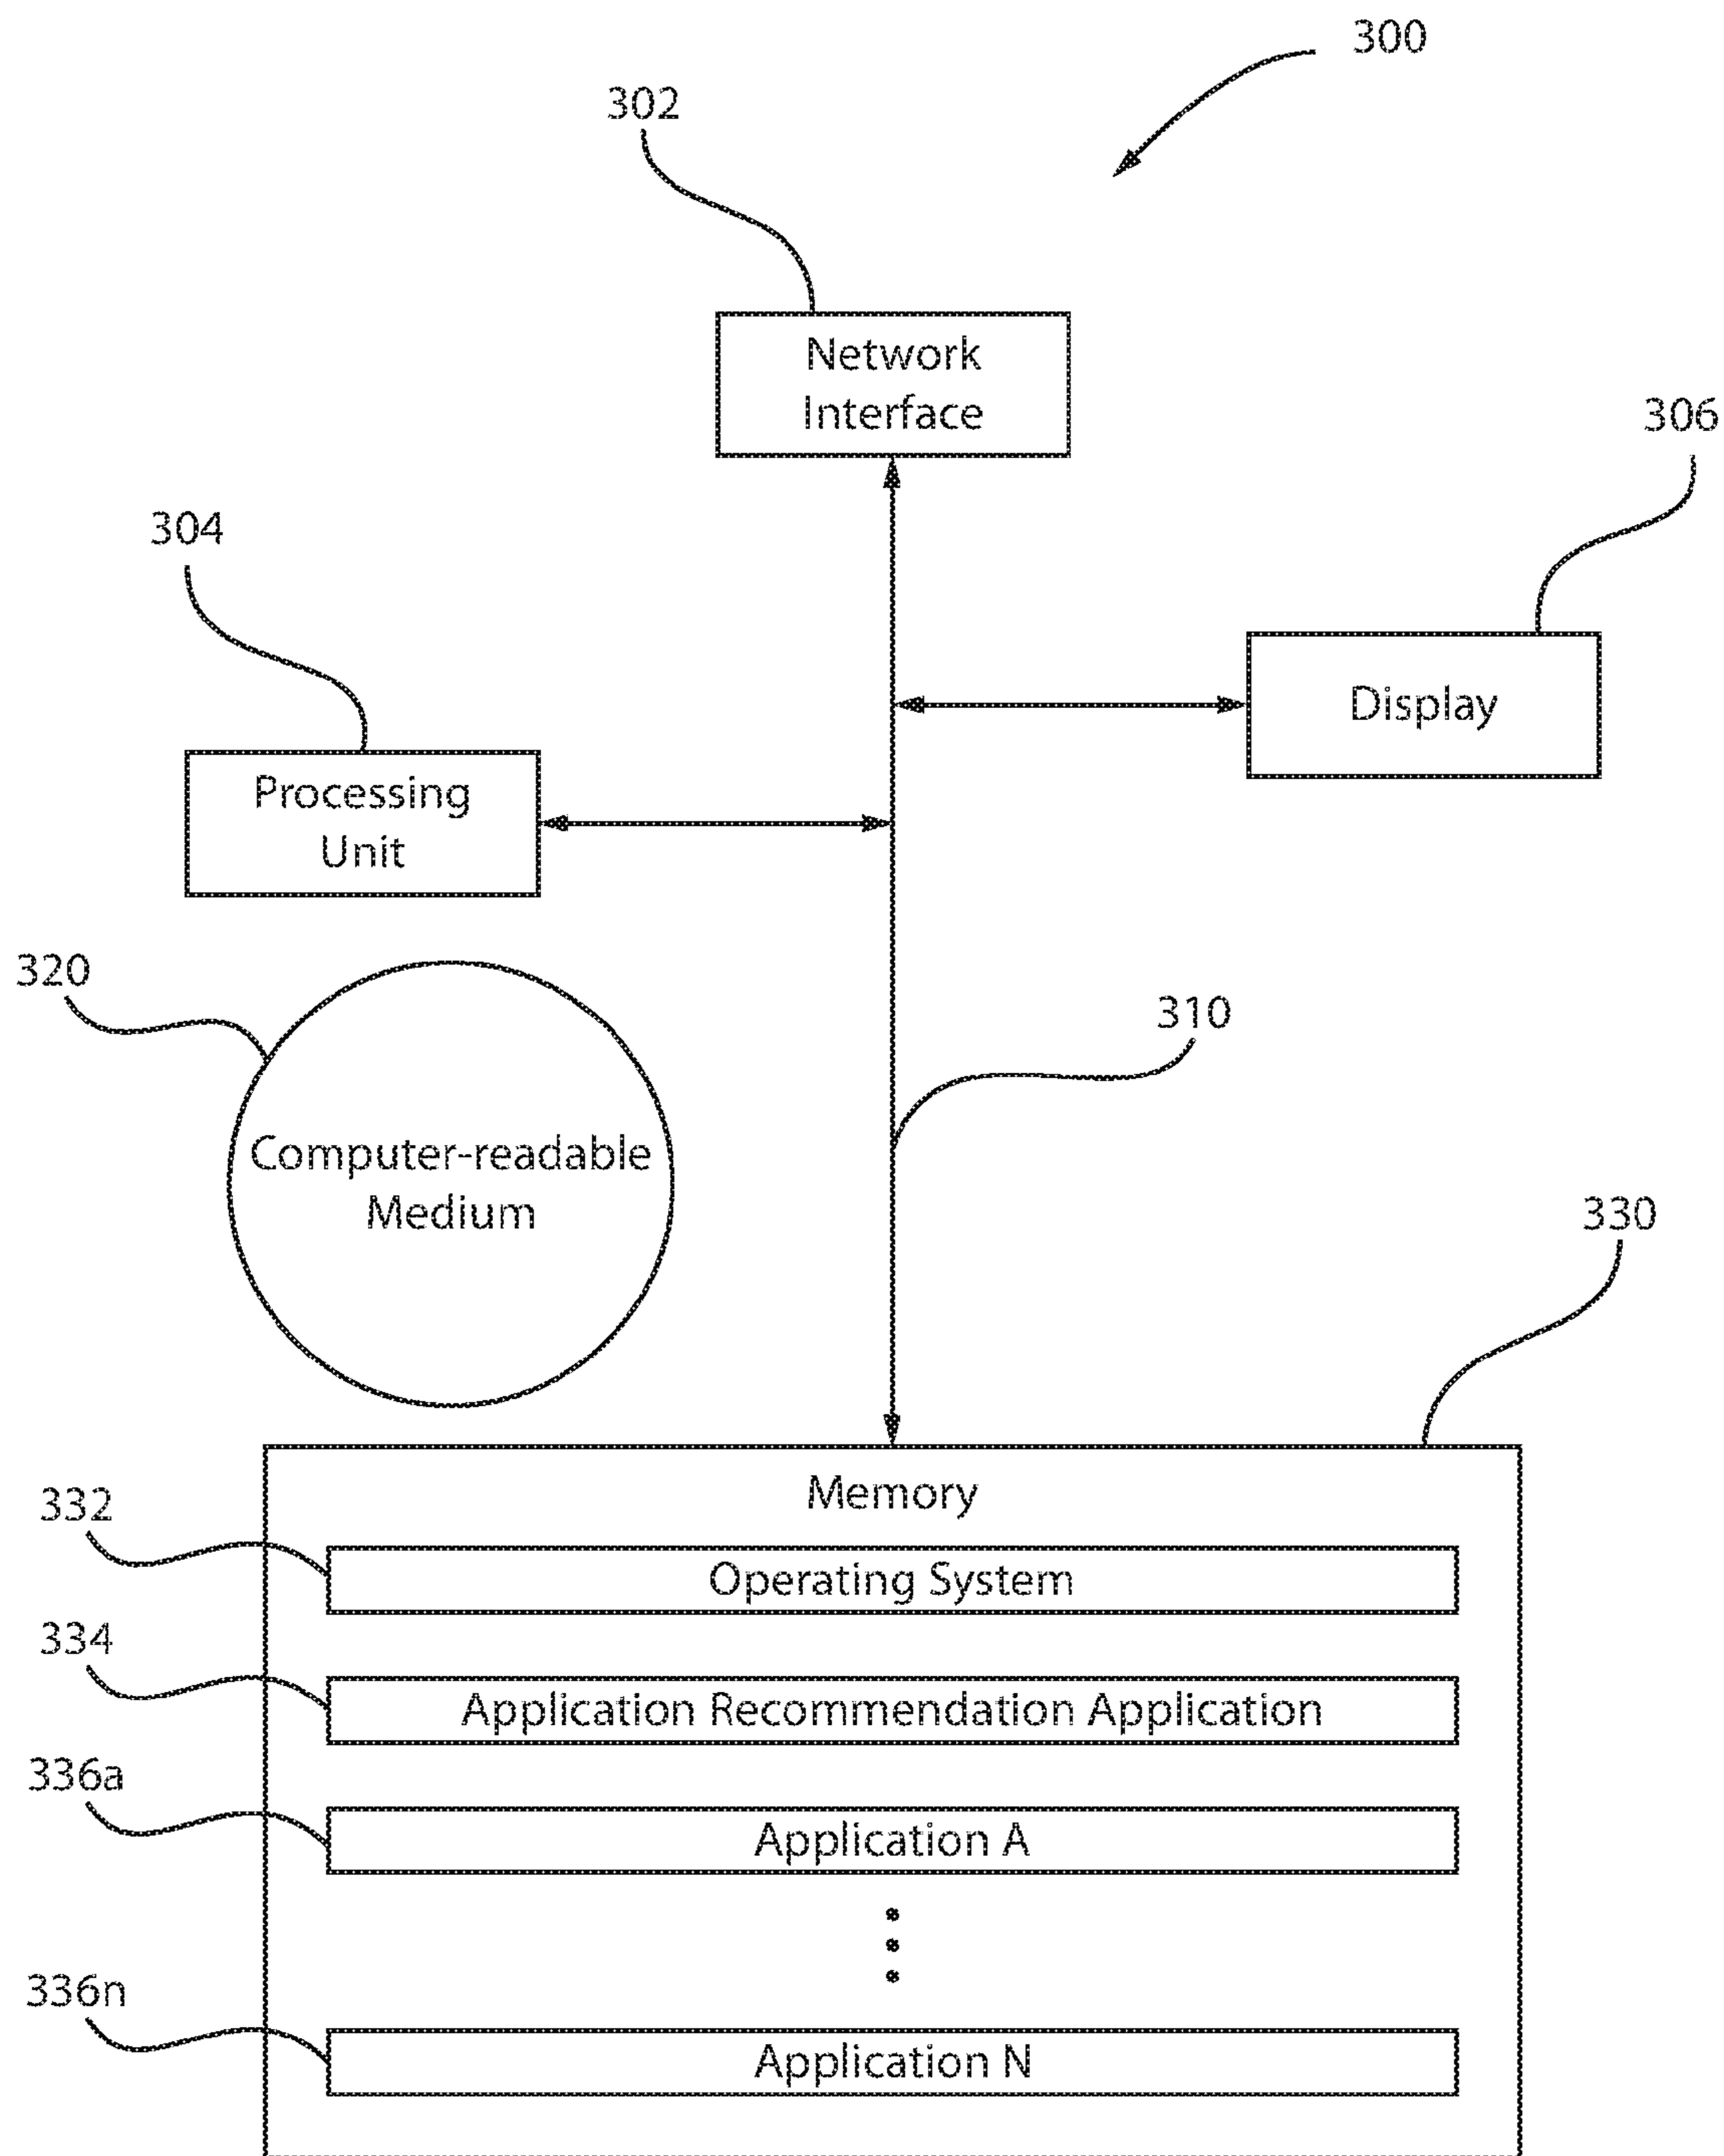 300
302
Network
Interface
306
304
Display
Processing
Unit
320
310
Computer-readable
Medium
330
Memory
332
Operating System
334
Application Recommendation Application
336a
Application A
336n
Application N